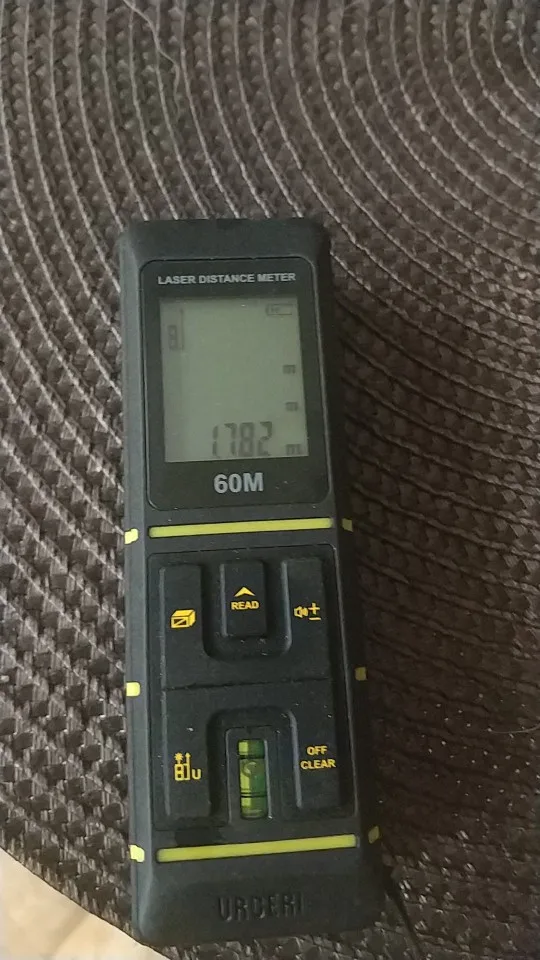 LASER DISTANCE METER
m
m
1.782 m
60M
READ
U
OFF
CLEAR
URCERI